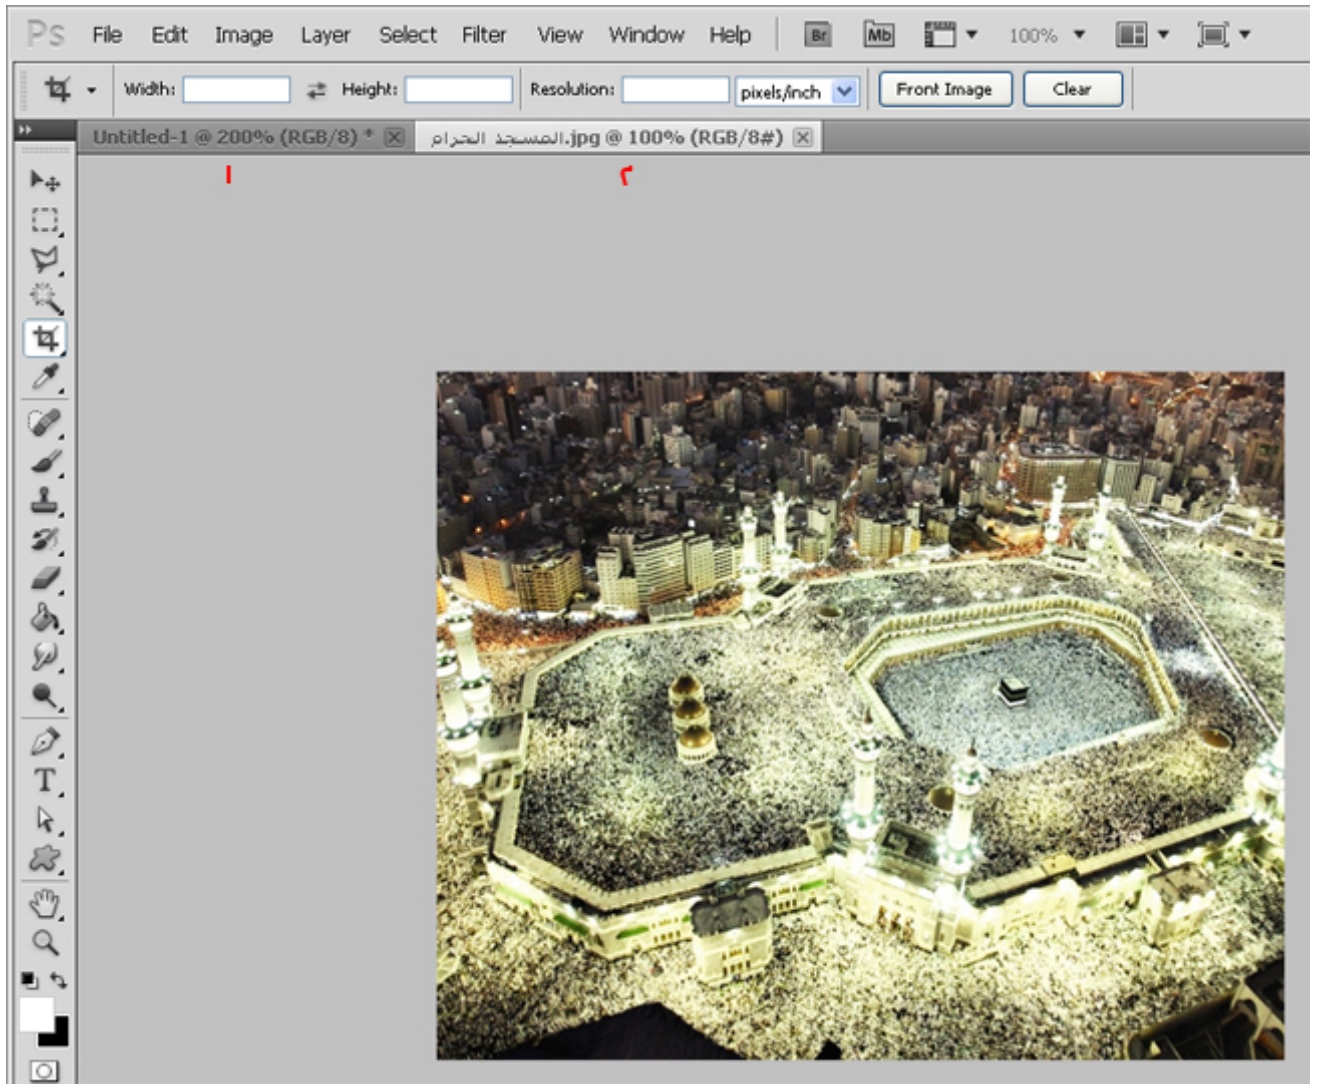 Ps File Edit Image Layer Select Filter View Window Help Br Mb 100%
Width: Height: Resolution: pixels/inch Front Image Clear
Untitled-1 @ 200% (RGB/8) * المسجد الحرام.jpg @ 100% (RGB/8#)
١ ٢
T